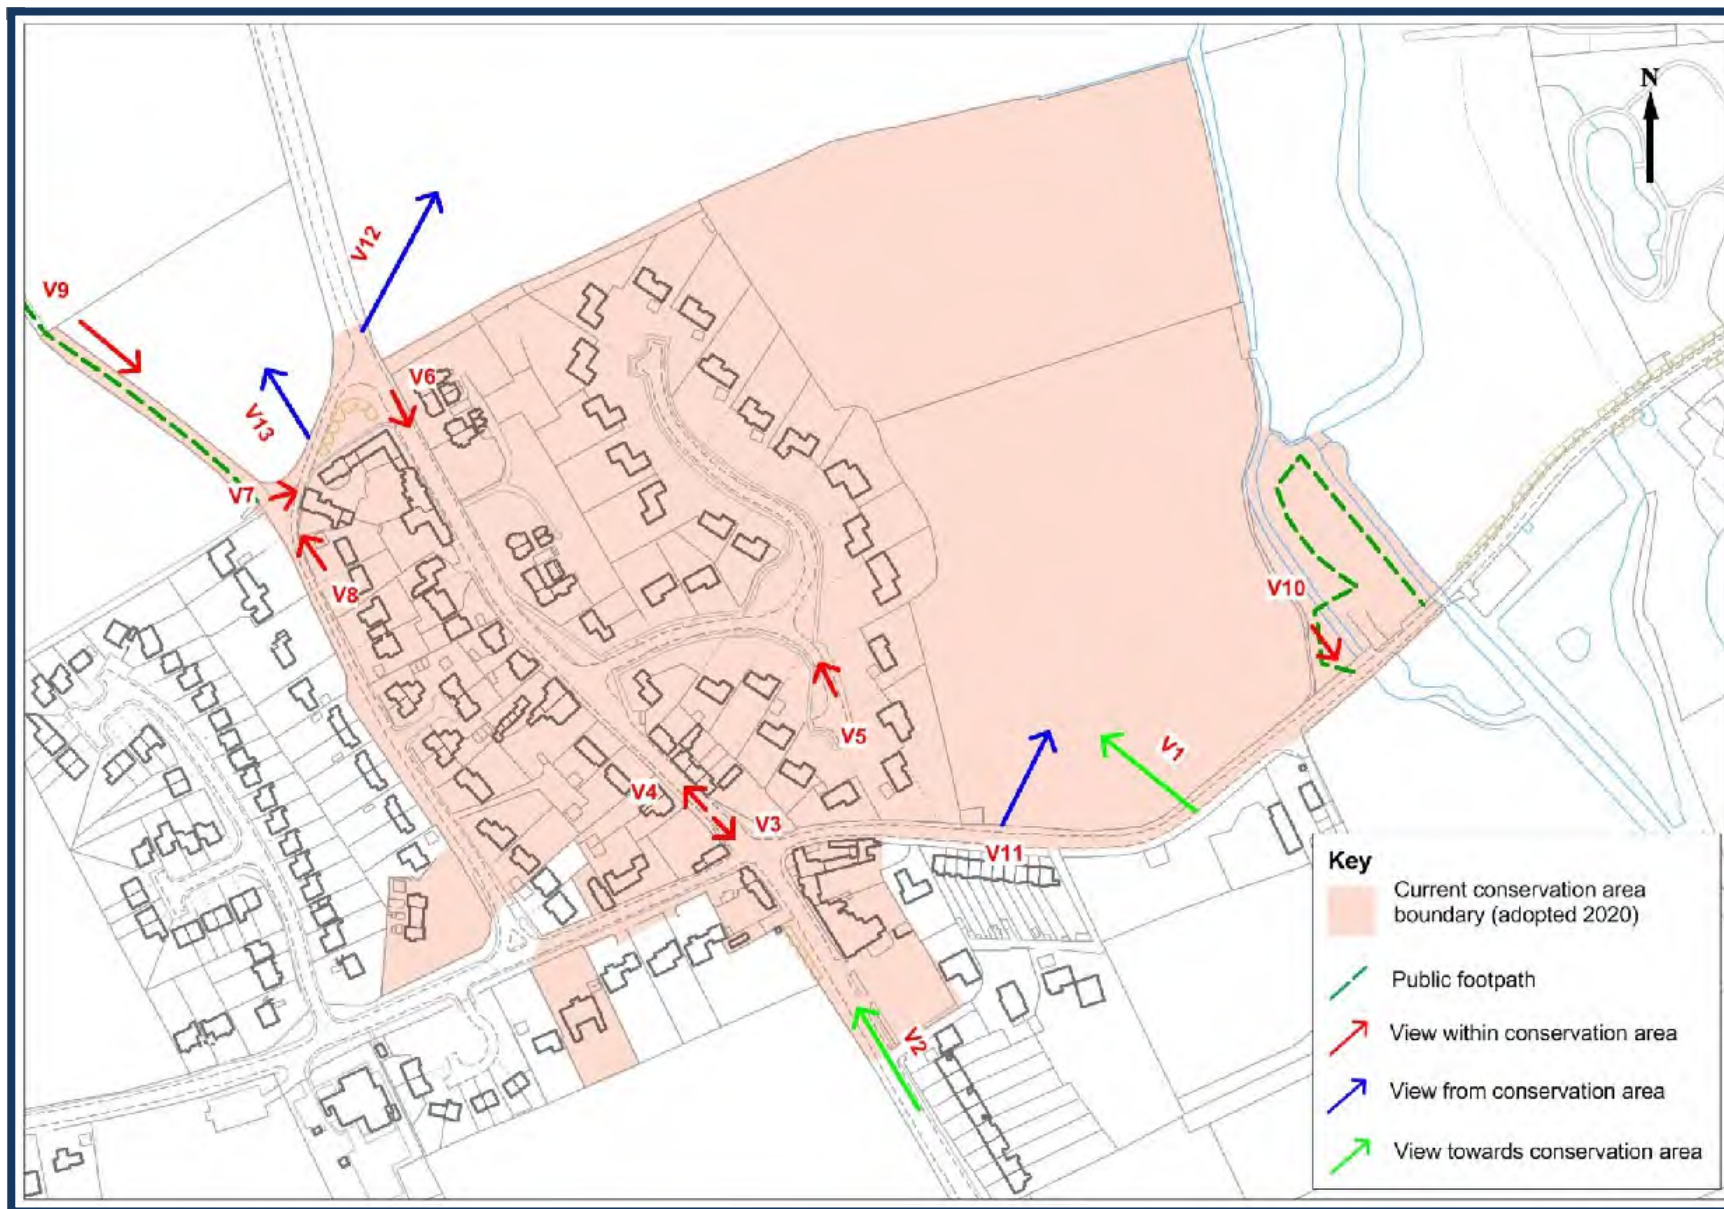 N
V12
V9
V6
V13
V7
V8
V10
V5
V1
V4
V3
V11
V2
Key
Current conservation area
boundary (adopted 2020)
Public footpath
View within conservation area
View from conservation area
View towards conservation area